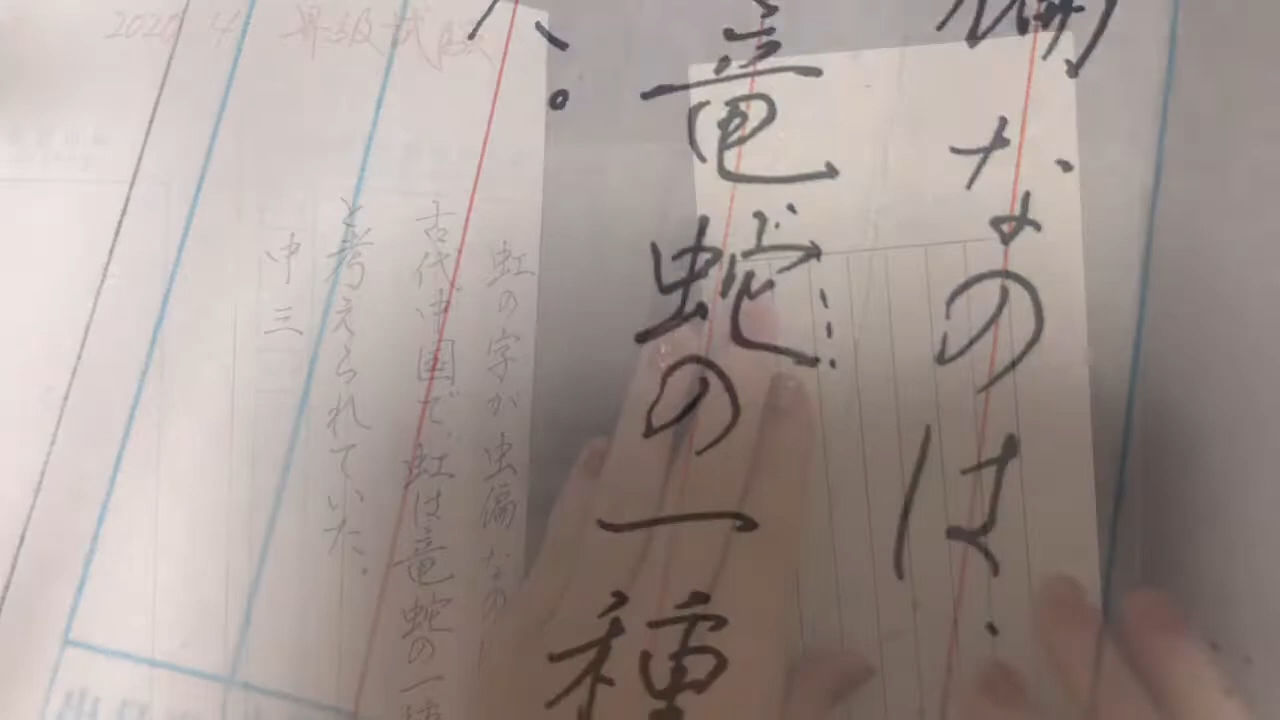 2020 4 昇級試験
偏なのは、
竜蛇の一種
虹の字が虫偏なの
古代中国で、虹は竜蛇の一種
と考えられていた。
中三